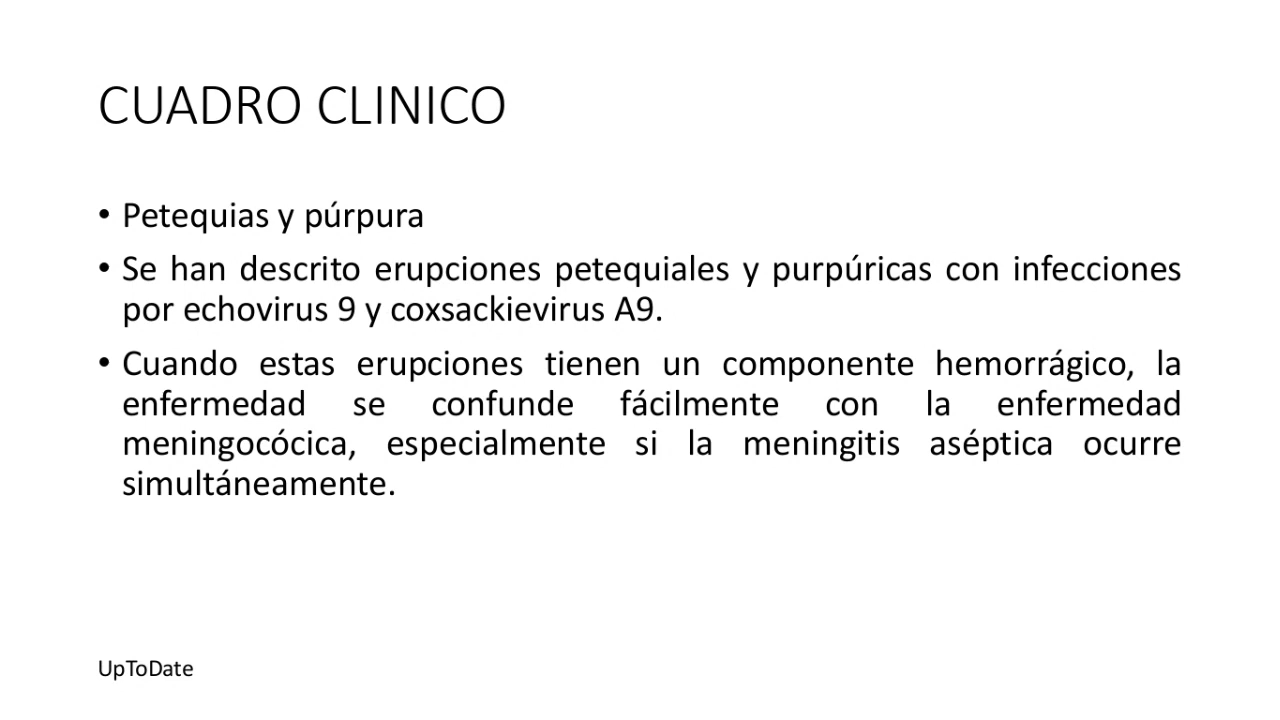 CUADRO CLINICO
• Petequias y púrpura
• Se han descrito erupciones petequiales y purpúricas con infecciones
por echovirus 9 y coxsackievirus A9.
• Cuando estas erupciones tienen un componente hemorrágico, la
enfermedad se confunde fácilmente con la enfermedad
meningocócica, especialmente si la meningitis aséptica ocurre
simultáneamente.
UpToDate